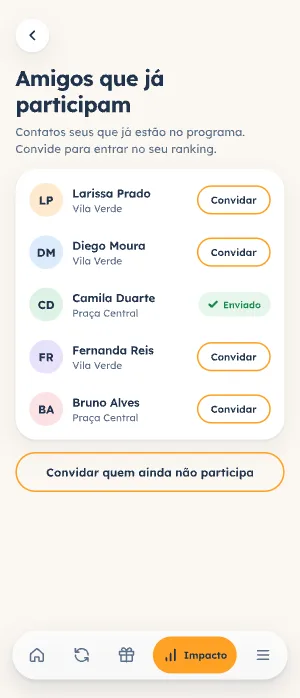 Amigos que já
participam
Contatos seus que já estão no programa.
Convide para entrar no seu ranking.
LP
Larissa Prado
Vila Verde
Convidar
DM
Diego Moura
Vila Verde
Convidar
CD
Camila Duarte
Praça Central
Enviado
FR
Fernanda Reis
Vila Verde
Convidar
BA
Bruno Alves
Praça Central
Convidar
Convidar quem ainda não participa
Impacto